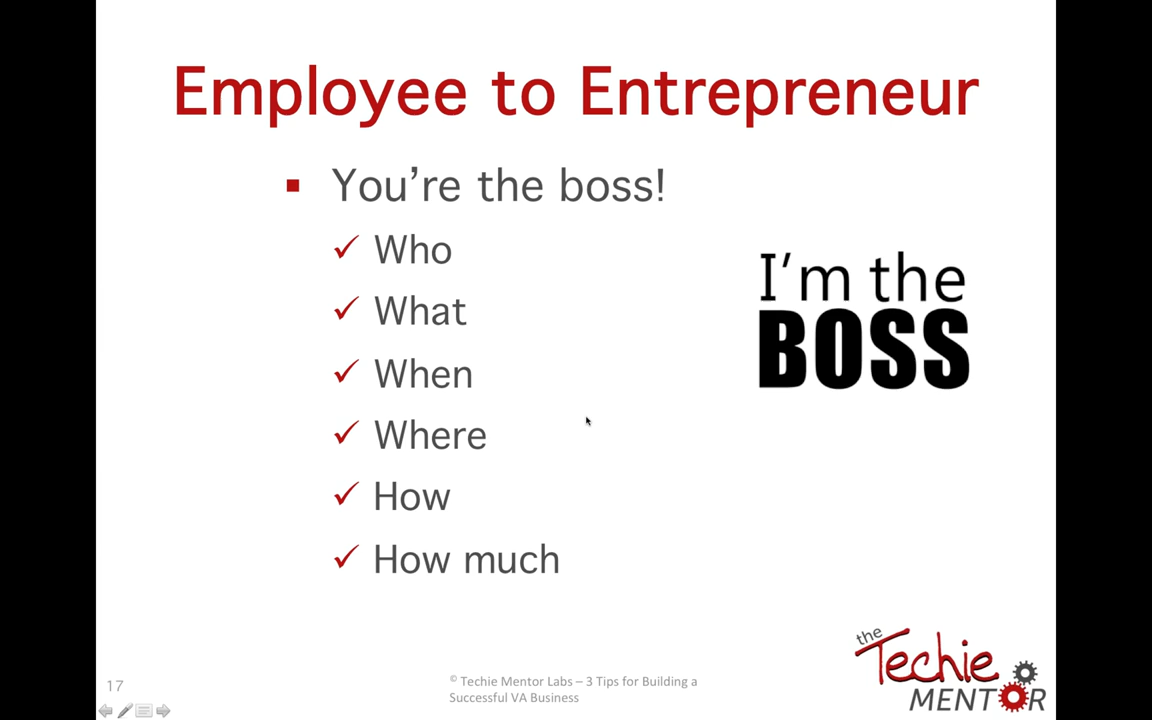 Employee to Entrepreneur
You’re the boss!
Who
What
When
Where
How
How much
I’m the
BOSS
17
© Techie Mentor Labs – 3 Tips for Building a
Successful VA Business
the
Techie
MENTOR